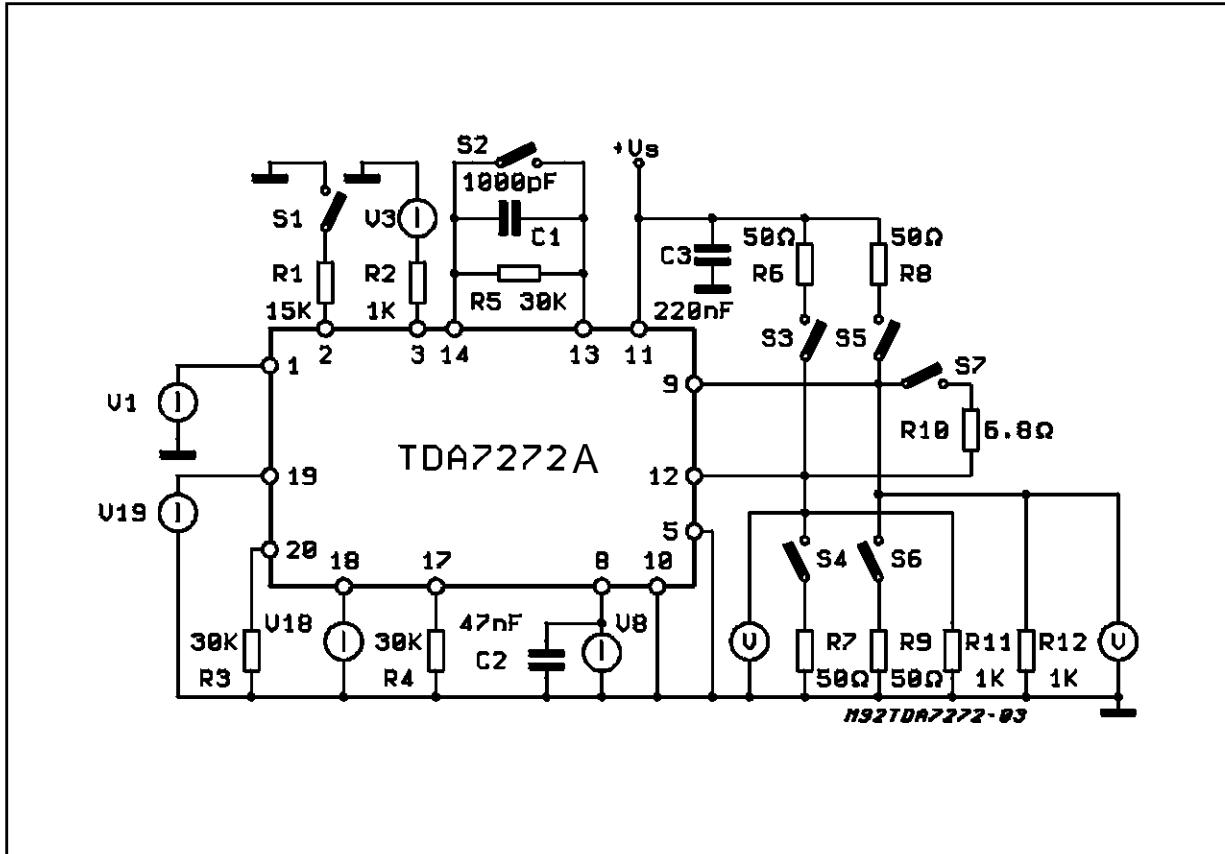 S2
+Vs
1000pF
S1
V3
C1
50Ω
50Ω
C3
R6
R8
R1
R2
R5 30K
15K
1K
220nF
2
3
14
13
11
S3
S5
1
9
S7
V1
R10
6.8Ω
TDA7272A
19
12
V19
5
20
18
17
8
10
S4
S6
V18
47nF
V8
30K
30K
V
R7
R9
R11
R12
V
R3
R4
C2
50Ω
50Ω
1K
1K
M92TDA7272-03